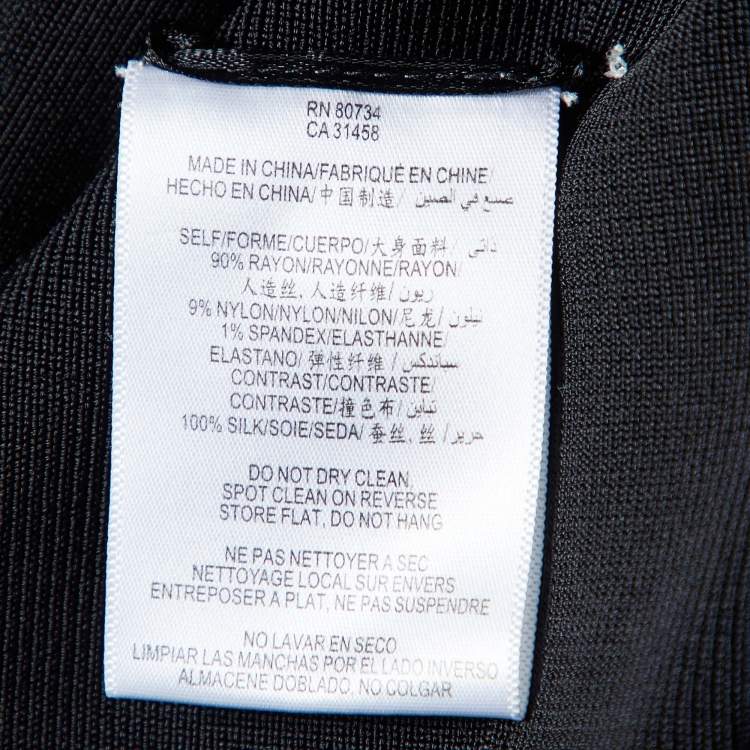 RN 80734
CA 31458
MADE IN CHINA/FABRIQUÉ EN CHINE/
HECHO EN CHINA/中国制造/ صنع في الصين
SELF/FORME/CUERPO/大身面料/ ذاتي
90% RAYON/RAYONNE/RAYON/
人造丝, 人造纤维/ ريون/
9% NYLON/NYLON/NILON/尼龙/ نيلون/
1% SPANDEX/ELASTHANNE/
ELASTANO/ 弹性纤维/ سباندكس/
CONTRAST/CONTRASTE/
CONTRASTE/撞色布/ تباين/
100% SILK/SOIE/SEDA/ 蚕丝, 丝 /حرير/
DO NOT DRY CLEAN,
SPOT CLEAN ON REVERSE
STORE FLAT, DO NOT HANG
NE PAS NETTOYER A SEC
NETTOYAGE LOCAL SUR ENVERS
ENTREPOSER A PLAT, NE PAS SUSPENDRE
NO LAVAR EN SECO
LIMPIAR LAS MANCHAS POR EL LADO INVERSO
ALMACENE DOBLADO, NO COLGAR